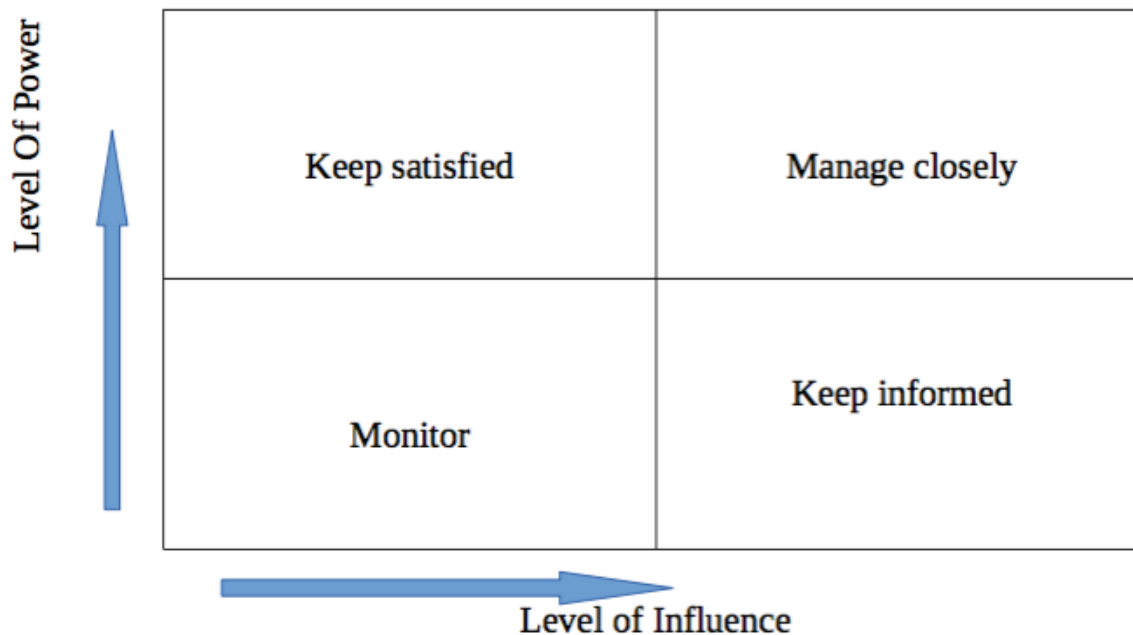 Level Of Power
Keep satisfied
Manage closely
Monitor
Keep informed
Level of Influence